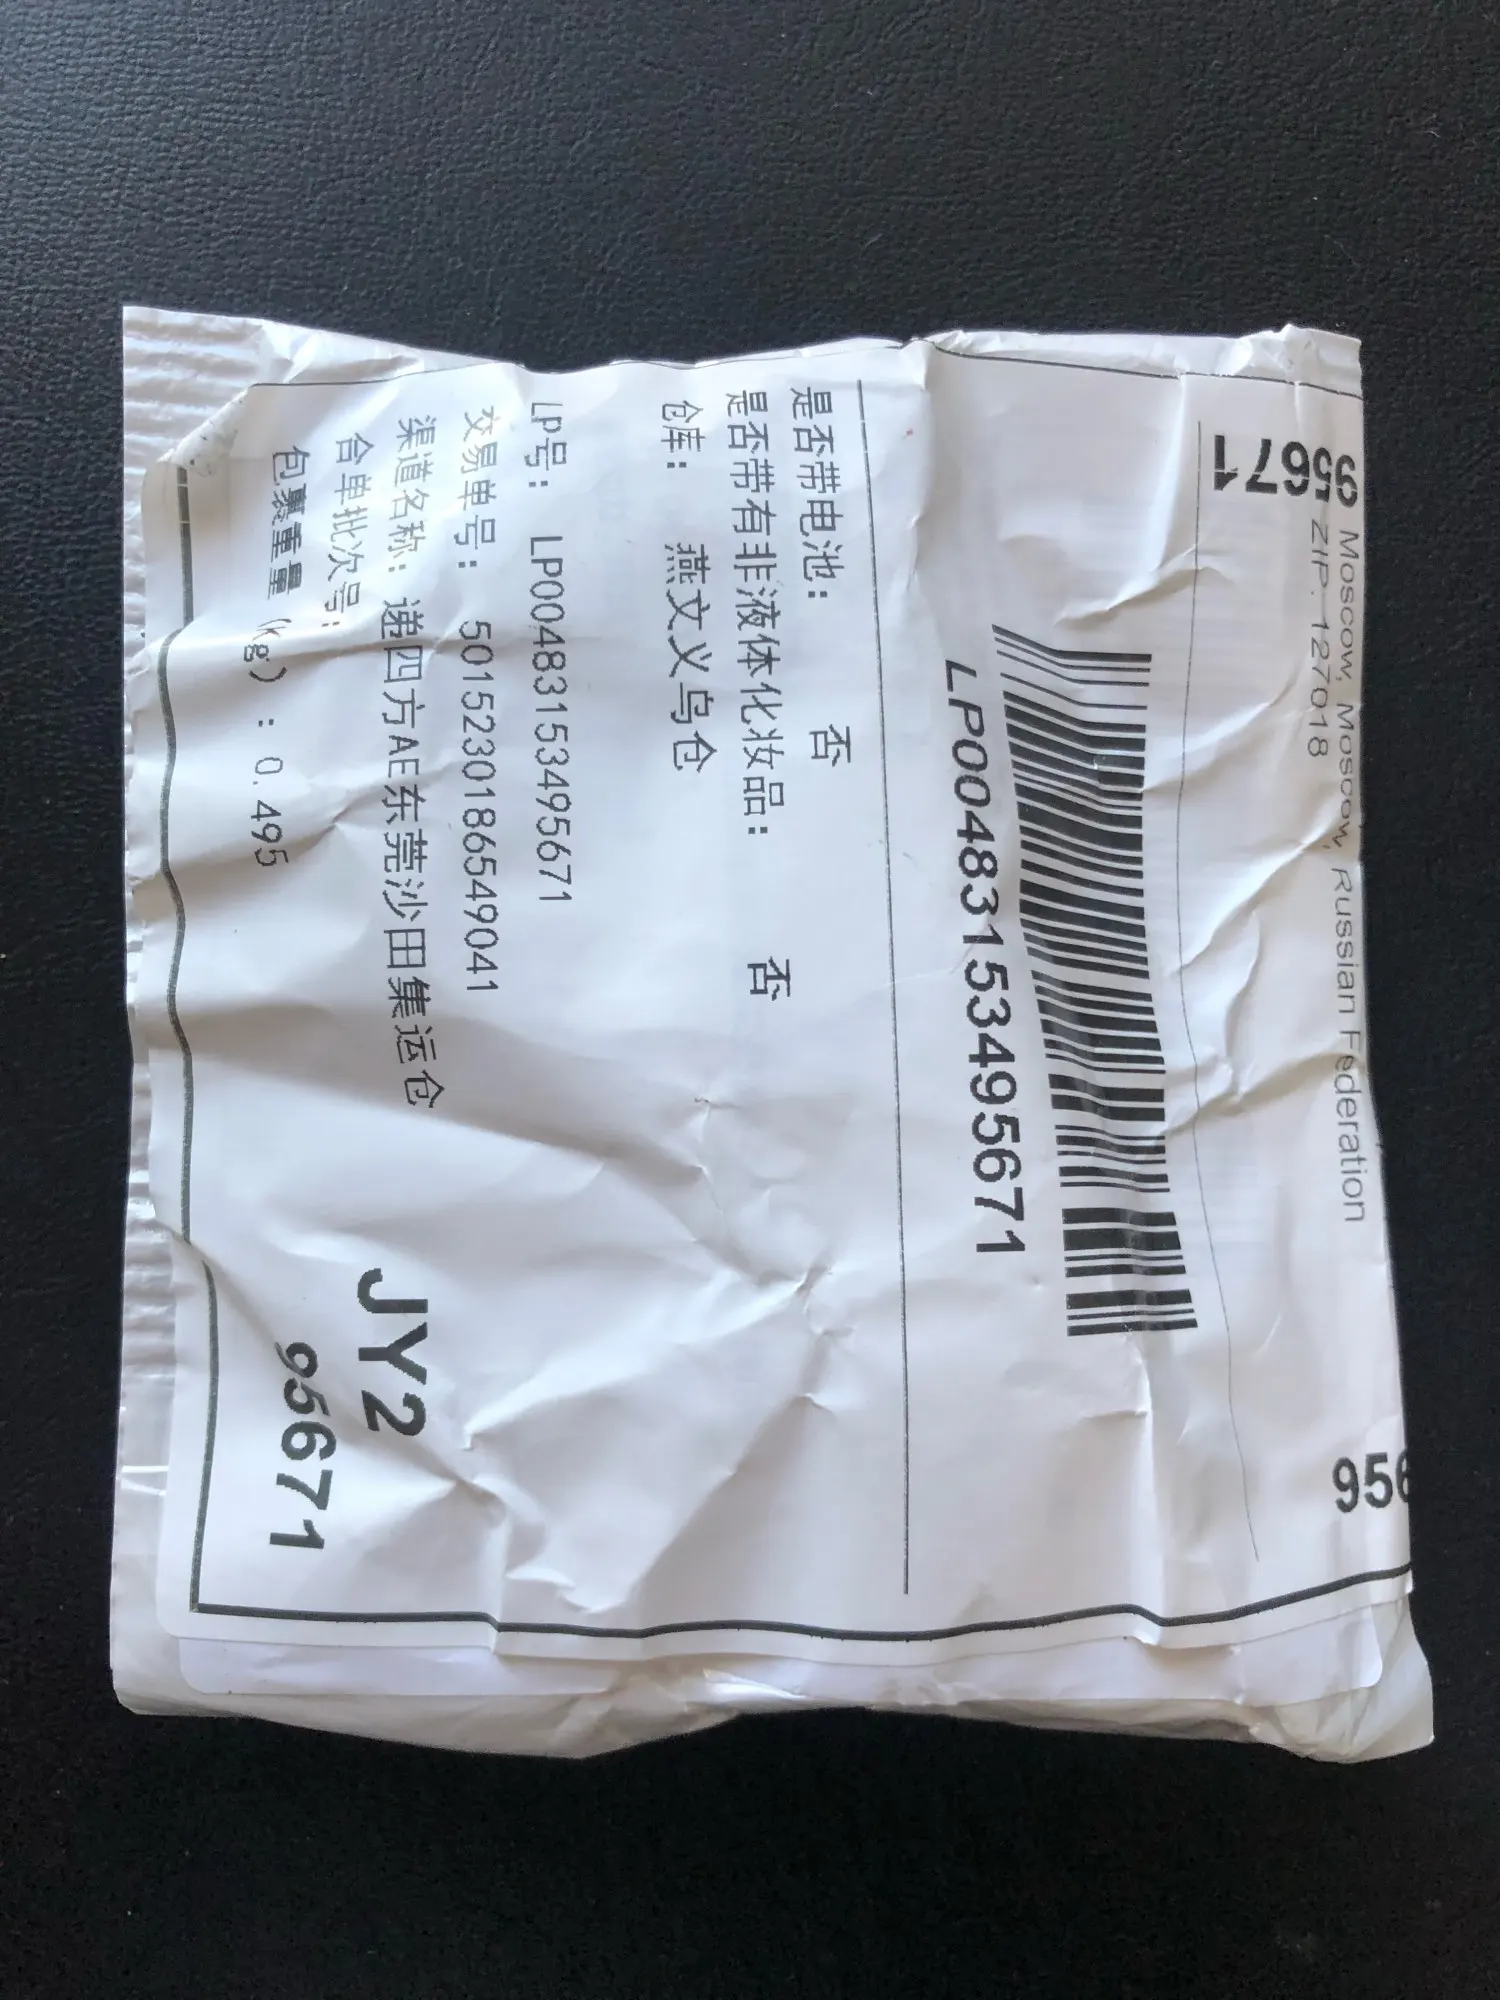 95671
Moscow, Moscow, Moscow, Russian Federation
ZIP: 127018
956
LP00483153495671
是否带电池： 否
是否带有非液体化妆品： 否
仓库： 燕文义乌仓
LP号： LP00483153495671
交易单号： 5015230186549041
渠道名称：递四方AE东莞沙田集运仓
合单批次号：
包裹重量（kg）：0.495
JY2
95671